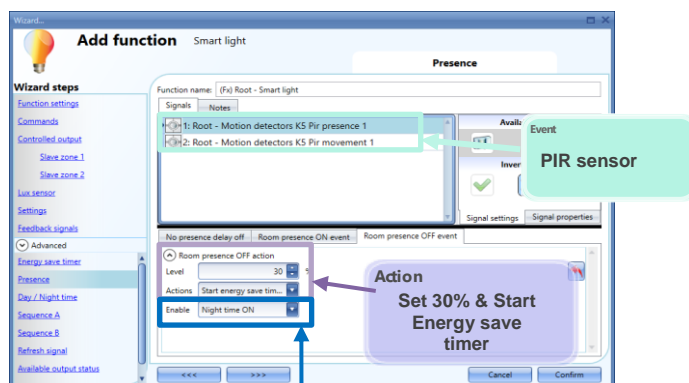 Wizard...
Add function Smart light
Presence
Wizard steps
Function settings
Commands
Controlled output
Slave zone 1
Slave zone 2
Lux sensor
Settings
Feedback signals
Advanced
Energy save timer
Presence
Day / Night time
Sequence A
Sequence B
Refresh signal
Available output status
Function name: (Fx) Root - Smart light
Signals Notes
1: Root - Motion detectors K5 Pir presence 1
2: Root - Motion detectors K5 Pir movement 1
Signal settings Signal properties
Event
PIR sensor
No presence delay off Room presence ON event Room presence OFF event
Room presence OFF action
Level 30
Actions Start energy save tim...
Enable Night time ON
Action
Set 30% & Start
Energy save
timer
<<< >>> Cancel Confirm